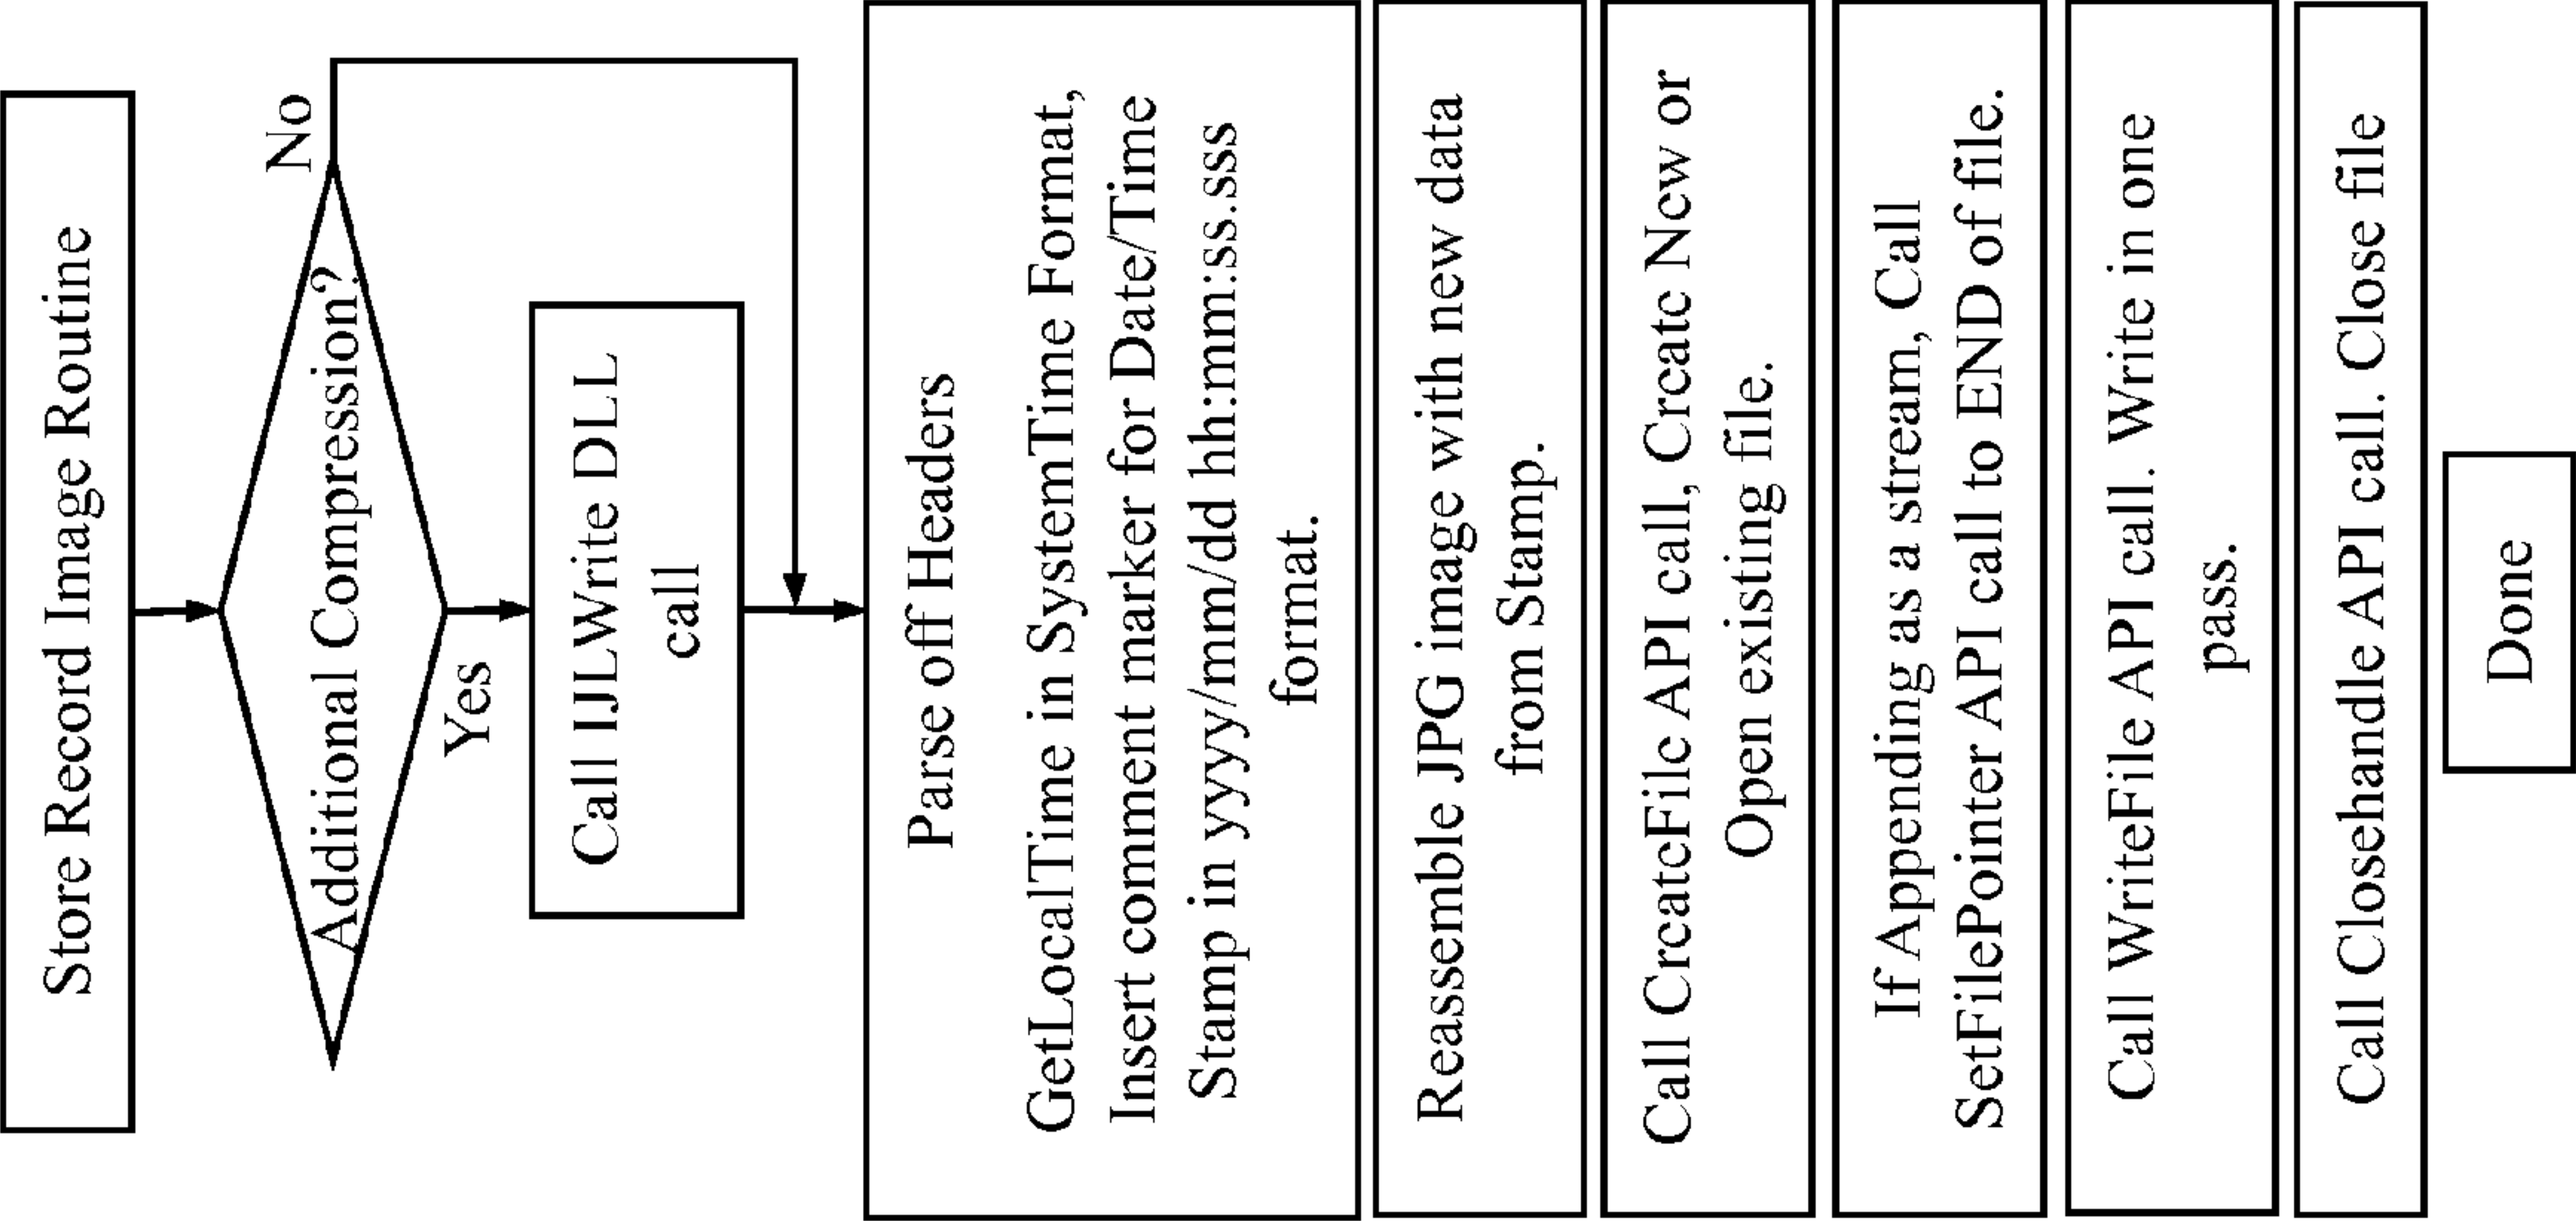 Store Record Image Routine
Additional Compression?
No
Yes
Call IJLWrite DLL
call
Parse off Headers
GetLocalTime in SystemTime Format,
Insert comment marker for Date/Time
Stamp in yyyy/mm/dd hh:mm:ss.sss
format.
Reassemble JPG image with new data
from Stamp.
Call CreateFile API call, Create New or
Open existing file.
If Appending as a stream, Call
SetFilePointer API call to END of file.
Call WriteFile API call. Write in one
pass.
Call Closehandle API call. Close file
Done